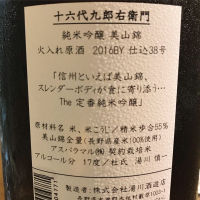 十六代九郎右衛門
純米吟醸 美山錦
火入れ原酒 2016BY 仕込38号
「信州といえば美山錦、
スレンダーボディが食に寄り添う…
The 定番純米吟醸」
原材料名 米、米こうじ/精米歩合55%
美山錦全量(長野県産米100%使用)
アスパラマル㈲契約栽培米
アルコール分 17度/杜氏 湯川 慎一
製造者:株式会社湯川酒造店